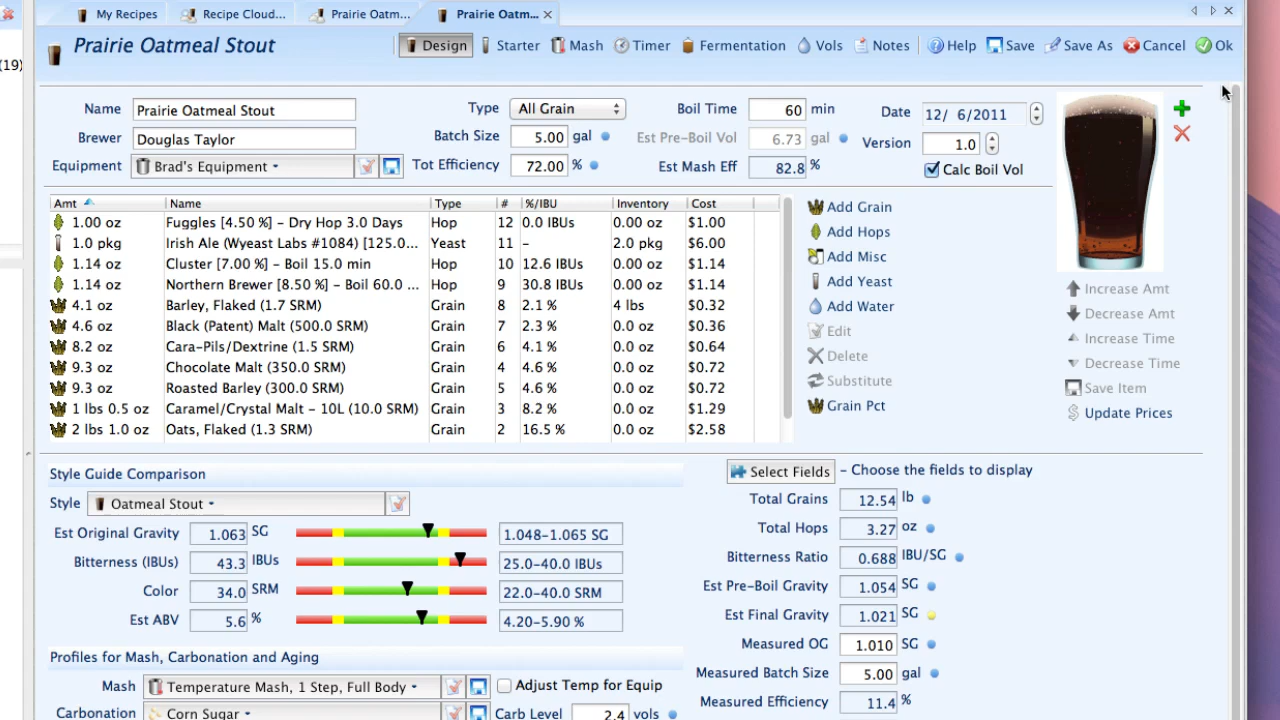 My Recipes Recipe Cloud... Prairie Oatm... Prairie Oatm...
(19)
Prairie Oatmeal Stout Design Starter Mash Timer Fermentation Vols Notes Help Save Save As Cancel Ok
Name Prairie Oatmeal Stout Type All Grain Boil Time 60 min Date 12/ 6/2011
Brewer Douglas Taylor Batch Size 5.00 gal Est Pre-Boil Vol 6.73 gal Version 1.0
Equipment Brad's Equipment Tot Efficiency 72.00 % Est Mash Eff 82.8 % Calc Boil Vol
Amt Name Type # %/IBU Inventory Cost
1.00 oz Fuggles [4.50 %] – Dry Hop 3.0 Days Hop 12 0.0 IBUs 0.00 oz $1.00
1.0 pkg Irish Ale (Wyeast Labs #1084) [125.0... Yeast 11 – 2.0 pkg $6.00
1.14 oz Cluster [7.00 %] – Boil 15.0 min Hop 10 12.6 IBUs 0.00 oz $1.14
1.14 oz Northern Brewer [8.50 %] – Boil 60.0 ... Hop 9 30.8 IBUs 0.00 oz $1.14
4.1 oz Barley, Flaked (1.7 SRM) Grain 8 2.1 % 4 lbs $0.32
4.6 oz Black (Patent) Malt (500.0 SRM) Grain 7 2.3 % 0.0 oz $0.36
8.2 oz Cara-Pils/Dextrine (1.5 SRM) Grain 6 4.1 % 0.0 oz $0.64
9.3 oz Chocolate Malt (350.0 SRM) Grain 4 4.6 % 0.0 oz $0.72
9.3 oz Roasted Barley (300.0 SRM) Grain 5 4.6 % 0.0 oz $0.72
1 lbs 0.5 oz Caramel/Crystal Malt – 10L (10.0 SRM) Grain 3 8.2 % 0.0 oz $1.29
2 lbs 1.0 oz Oats, Flaked (1.3 SRM) Grain 2 16.5 % 0.0 oz $2.58
Add Grain
Add Hops
Add Misc
Add Yeast
Add Water
Edit
Delete
Substitute
Grain Pct
Increase Amt
Decrease Amt
Increase Time
Decrease Time
Save Item
$ Update Prices
Style Guide Comparison
Style Oatmeal Stout
Est Original Gravity 1.063 SG 1.048-1.065 SG
Bitterness (IBUs) 43.3 IBUs 25.0-40.0 IBUs
Color 34.0 SRM 22.0-40.0 SRM
Est ABV 5.6 % 4.20-5.90 %
Profiles for Mash, Carbonation and Aging
Mash Temperature Mash, 1 Step, Full Body Adjust Temp for Equip
Carbonation Corn Sugar Carb Level 2.4 vols
Select Fields – Choose the fields to display
Total Grains 12.54 lb
Total Hops 3.27 oz
Bitterness Ratio 0.688 IBU/SG
Est Pre-Boil Gravity 1.054 SG
Est Final Gravity 1.021 SG
Measured OG 1.010 SG
Measured Batch Size 5.00 gal
Measured Efficiency 11.4 %